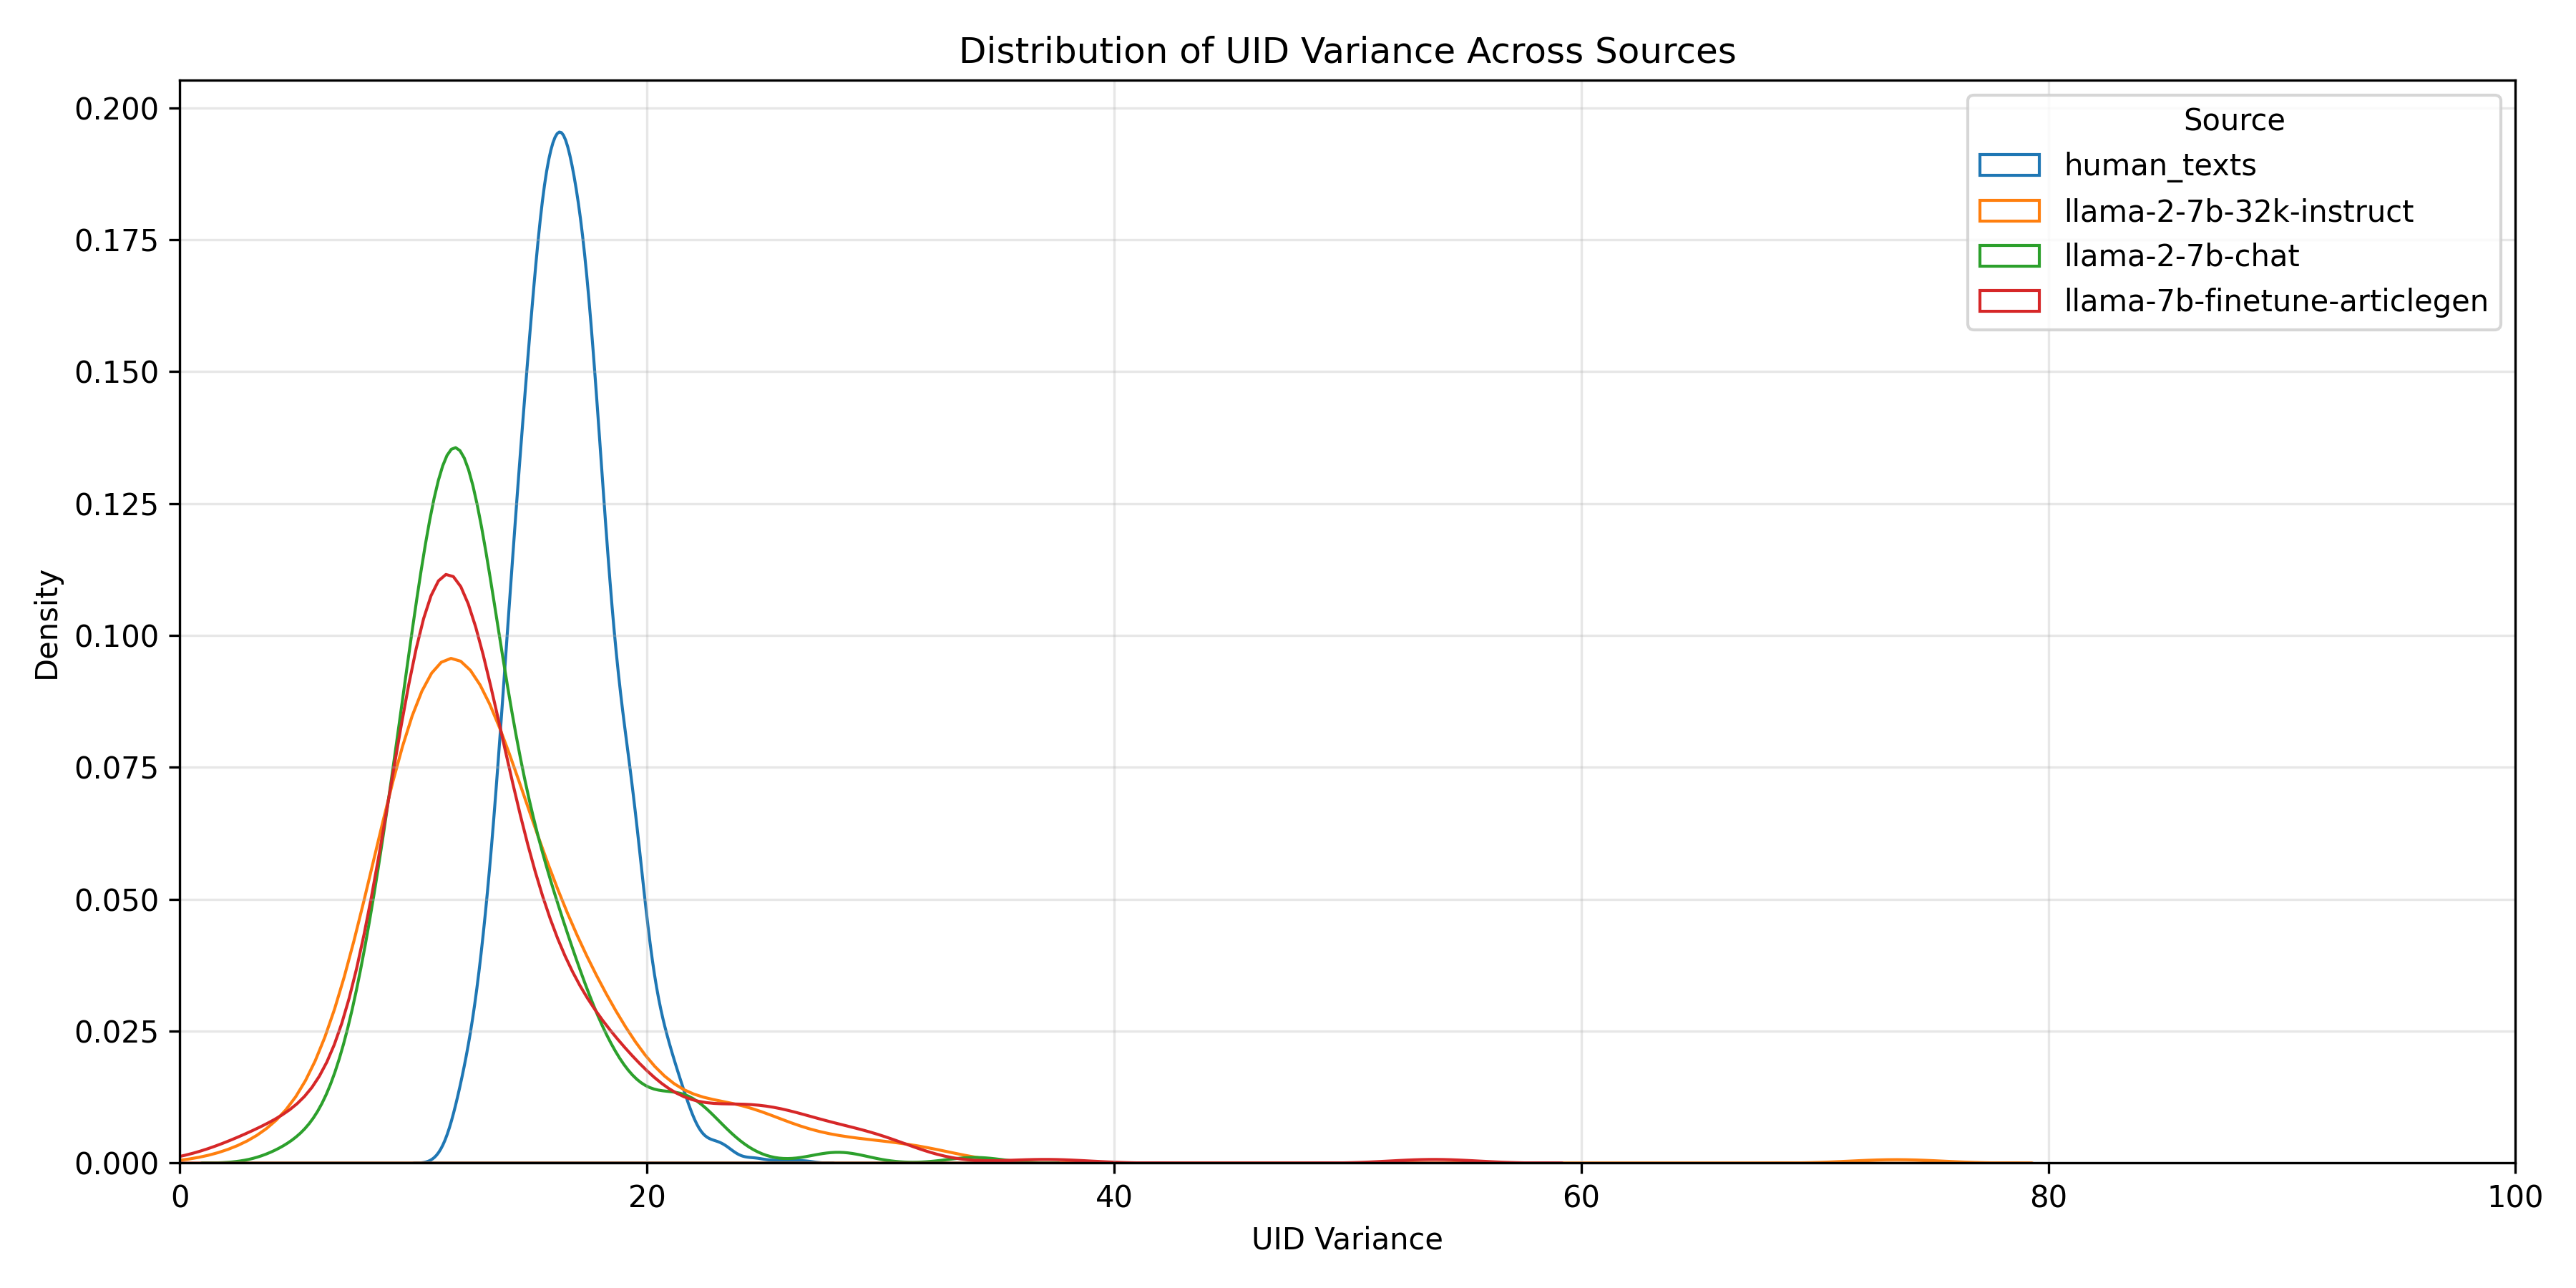 Distribution of UID Variance Across Sources
Source
human_texts
llama-2-7b-32k-instruct
llama-2-7b-chat
llama-7b-finetune-articlegen
Density
0.200
0.175
0.150
0.125
0.100
0.075
0.050
0.025
0.000
0 20 40 60 80 100
UID Variance